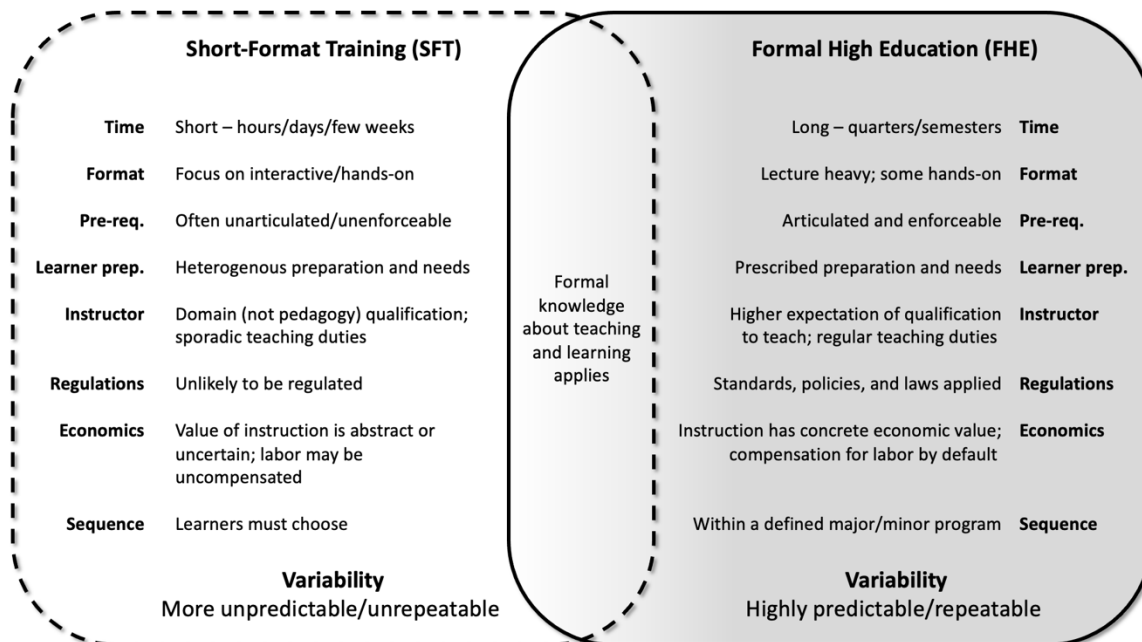 Short-Format Training (SFT)
Time Short – hours/days/few weeks
Format Focus on interactive/hands-on
Pre-req. Often unarticulated/unenforceable
Learner prep. Heterogenous preparation and needs
Instructor Domain (not pedagogy) qualification;
sporadic teaching duties
Regulations Unlikely to be regulated
Economics Value of instruction is abstract or
uncertain; labor may be
uncompensated
Sequence Learners must choose
Variability
More unpredictable/unrepeatable
Formal
knowledge
about teaching
and learning
applies
Formal High Education (FHE)
Long – quarters/semesters Time
Lecture heavy; some hands-on Format
Articulated and enforceable Pre-req.
Prescribed preparation and needs Learner prep.
Higher expectation of qualification Instructor
to teach; regular teaching duties
Standards, policies, and laws applied Regulations
Instruction has concrete economic value; Economics
compensation for labor by default
Within a defined major/minor program Sequence
Variability
Highly predictable/repeatable